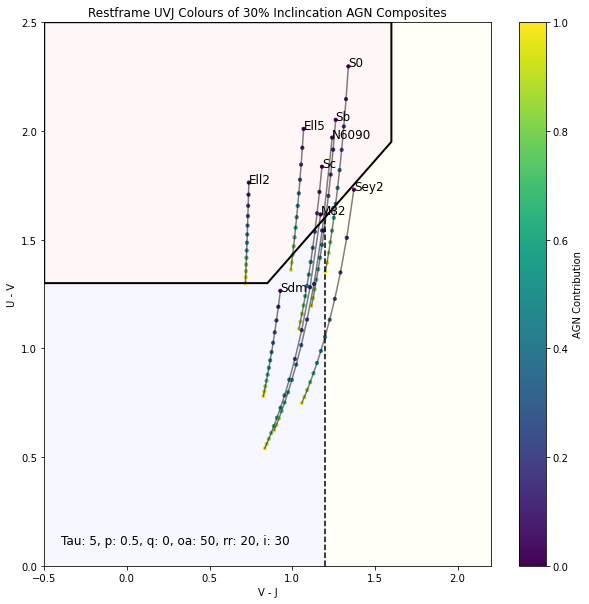 Restframe UVJ Colours of 30% Inclincation AGN Composites
2.5
2.0
1.5
1.0
0.5
0.0
U - V
S0
Sb
Ell5
N6090
Sc
Ell2
Sey2
M82
Sdm
Tau: 5, p: 0.5, q: 0, oa: 50, rr: 20, i: 30
−0.5
0.0
0.5
1.0
1.5
2.0
V - J
1.0
0.8
0.6
0.4
0.2
0.0
AGN Contribution